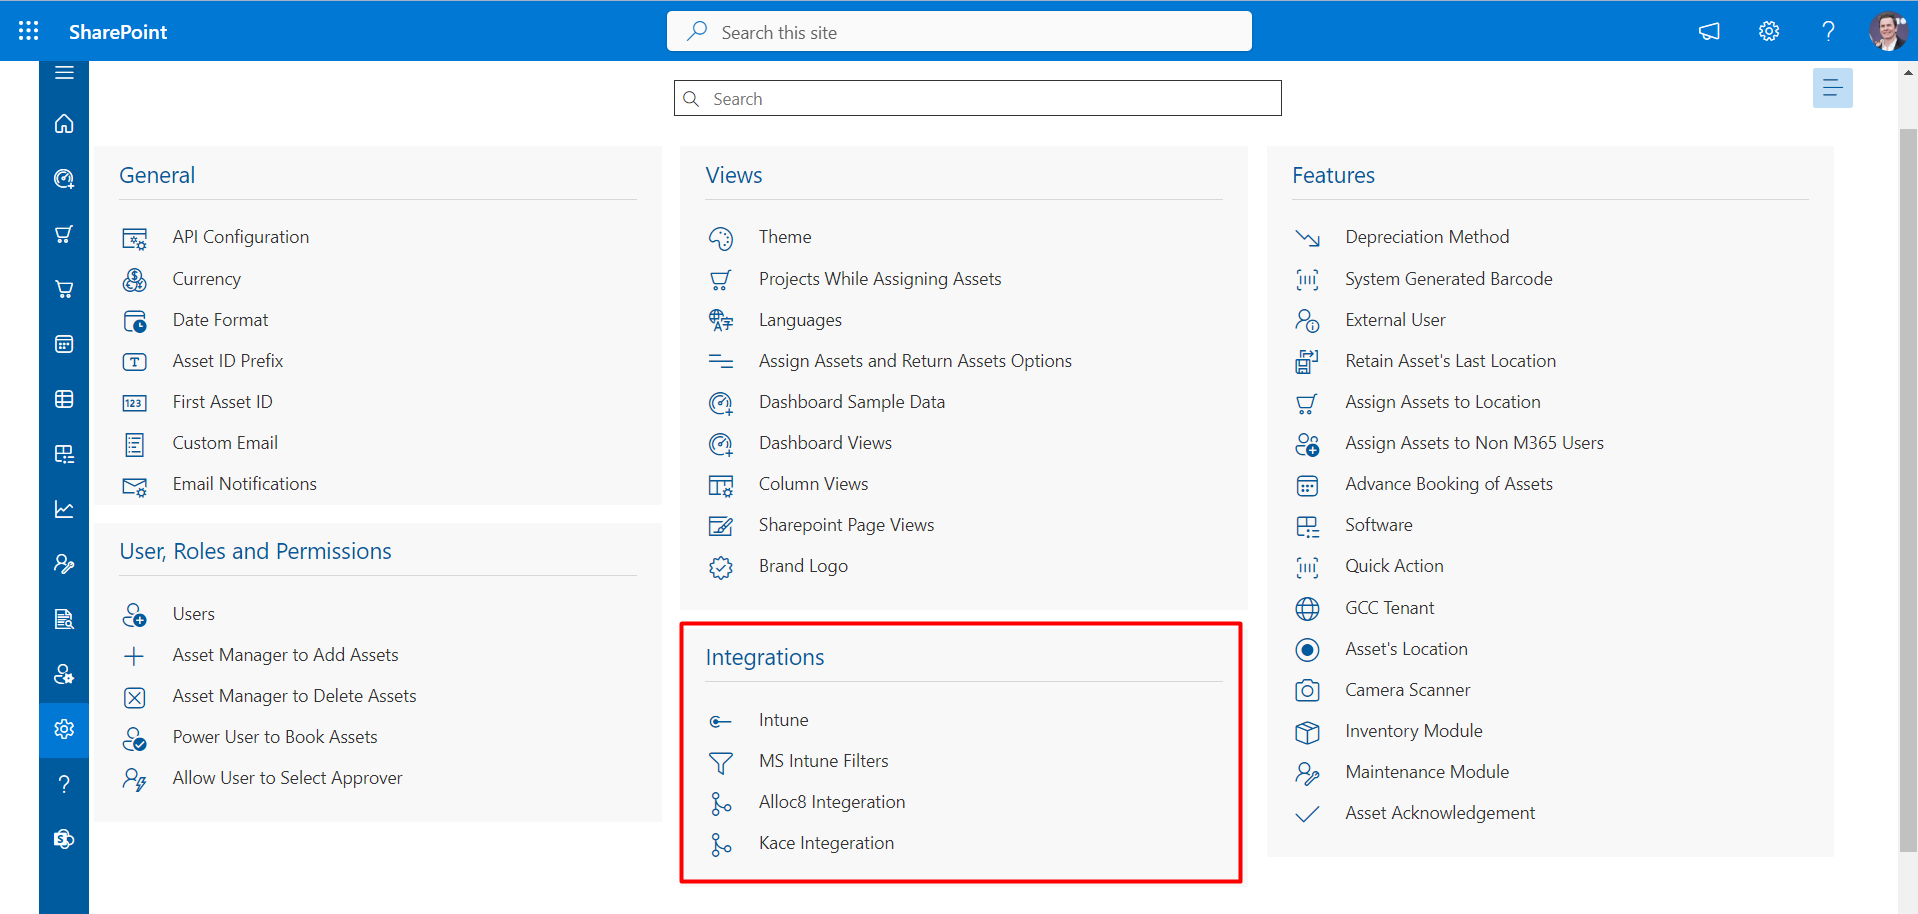 SharePoint
Search this site
Search
General
API Configuration
Currency
Date Format
Asset ID Prefix
First Asset ID
Custom Email
Email Notifications
User, Roles and Permissions
Users
Asset Manager to Add Assets
Asset Manager to Delete Assets
Power User to Book Assets
Allow User to Select Approver
Views
Theme
Projects While Assigning Assets
Languages
Assign Assets and Return Assets Options
Dashboard Sample Data
Dashboard Views
Column Views
Sharepoint Page Views
Brand Logo
Integrations
Intune
MS Intune Filters
Alloc8 Integeration
Kace Integeration
Features
Depreciation Method
System Generated Barcode
External User
Retain Asset's Last Location
Assign Assets to Location
Assign Assets to Non M365 Users
Advance Booking of Assets
Software
Quick Action
GCC Tenant
Asset's Location
Camera Scanner
Inventory Module
Maintenance Module
Asset Acknowledgement